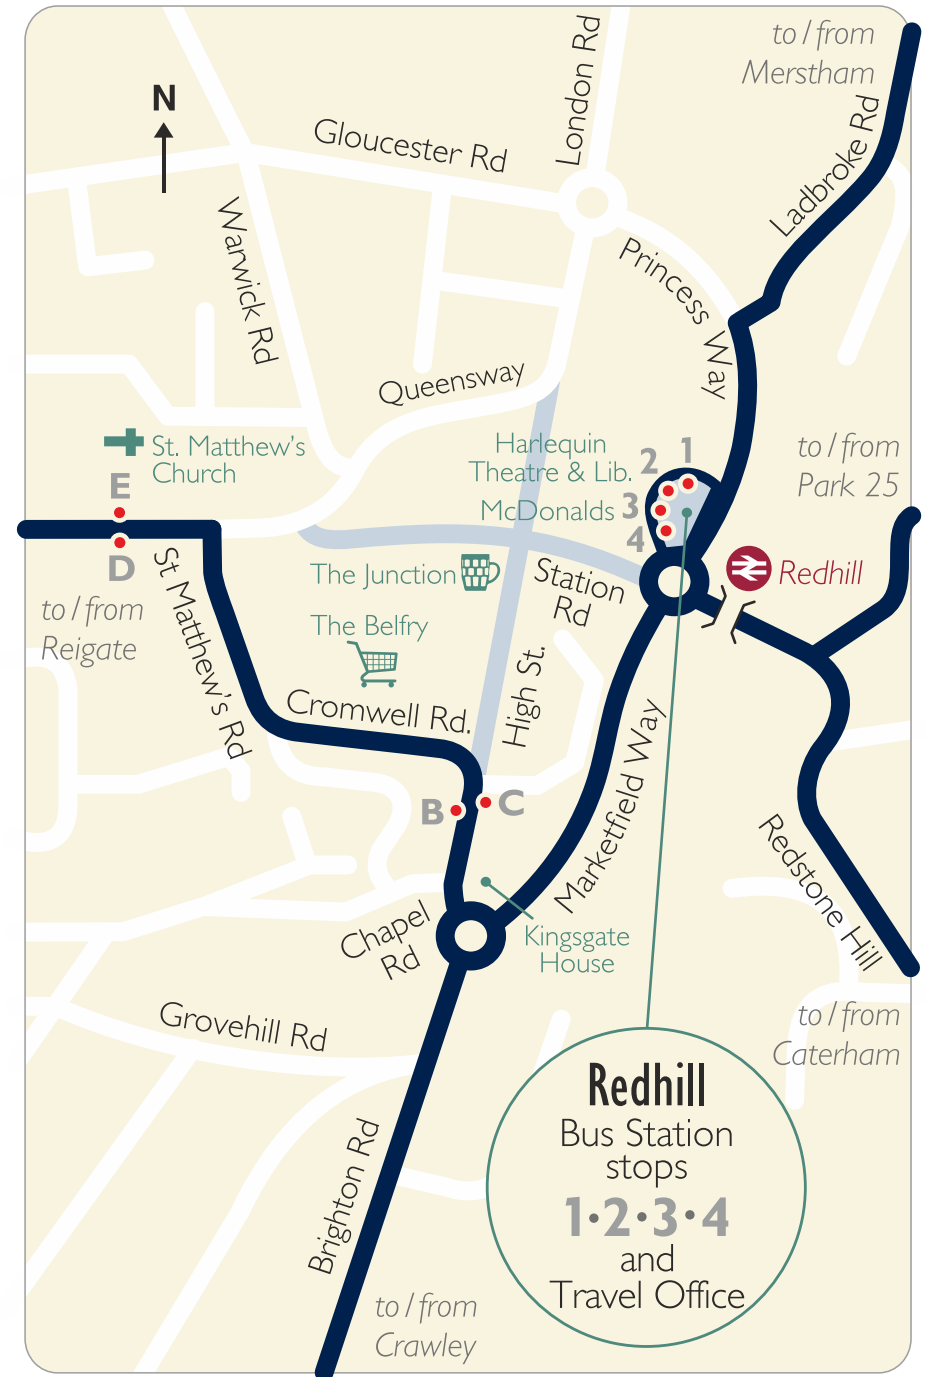 to / from
Merstham
N
London Rd
Gloucester Rd
Ladbroke Rd
Warwick Rd
Princess Way
Queensway
St. Matthew's
Church
Harlequin
Theatre & Lib.
McDonalds
1
2
3
4
to / from
Park 25
E
D
to / from
Reigate
St Matthew's Rd
The Junction
Station
Rd
Redhill
The Belfry
High St.
Cromwell Rd.
Marketfield Way
B
C
Redstone Hill
Chapel
Rd
Kingsgate
House
Grovehill Rd
to / from
Caterham
Redhill
Bus Station
stops
1•2•3•4
and
Travel Office
Brighton Rd
to / from
Crawley